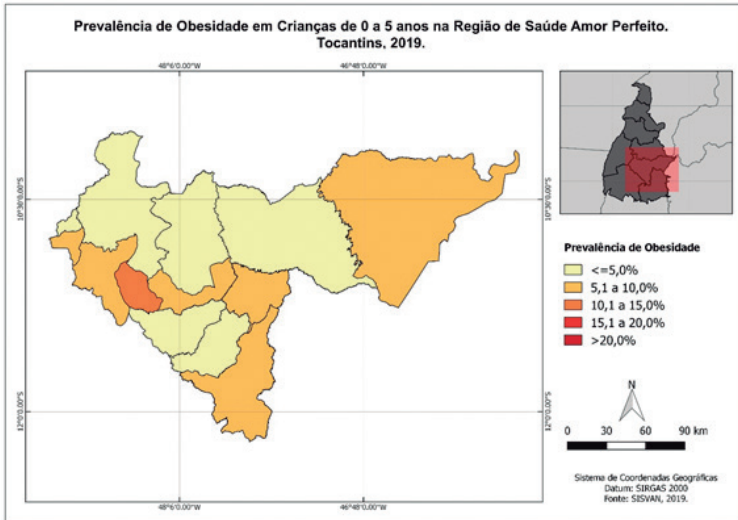 Prevalência de Obesidade em Crianças de 0 a 5 anos na Região de Saúde Amor Perfeito.
Tocantins, 2019.
48°6'0.00"W
46°48'0.00"W
10°30'0.00"S
10°30'0.00"S
Prevalência de Obesidade
<=5,0%
5,1 a 10,0%
10,1 a 15,0%
15,1 a 20,0%
>20,0%
N
12°0'0.00"S
12°0'0.00"S
0 30 60 90 km
Sistema de Coordenadas Geográficas
Datum: SIRGAS 2000
Fonte: SISVAN, 2019.
48°6'0.00"W
46°48'0.00"W